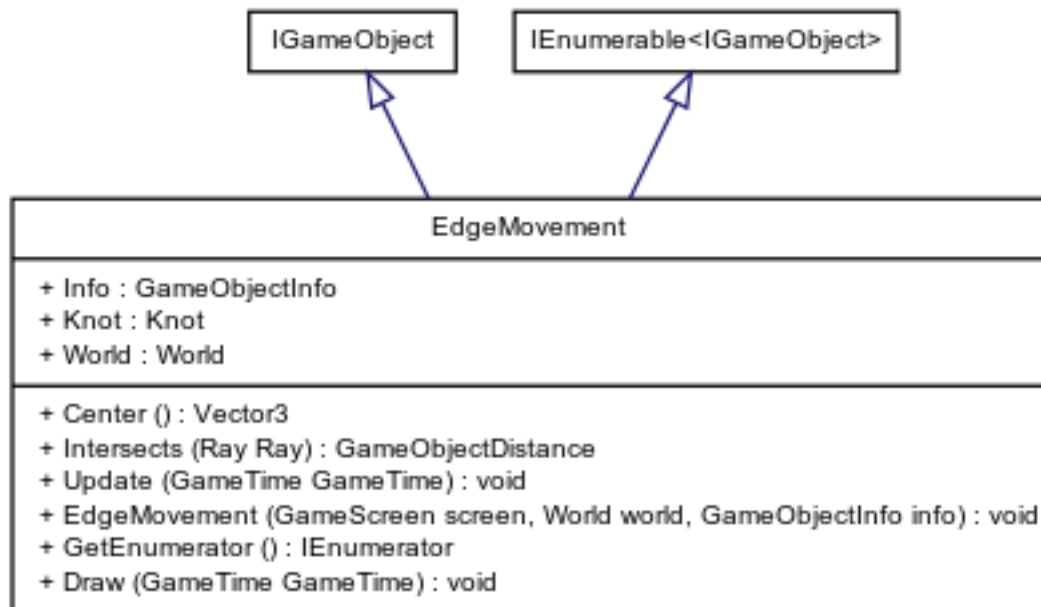 IGameObject
IEnumerable<IGameObject>
EdgeMovement
+ Info : GameObjectInfo
+ Knot : Knot
+ World : World
+ Center () : Vector3
+ Intersects (Ray Ray) : GameObjectDistance
+ Update (GameTime GameTime) : void
+ EdgeMovement (GameScreen screen, World world, GameObjectInfo info) : void
+ GetEnumerator () : IEnumerator
+ Draw (GameTime GameTime) : void